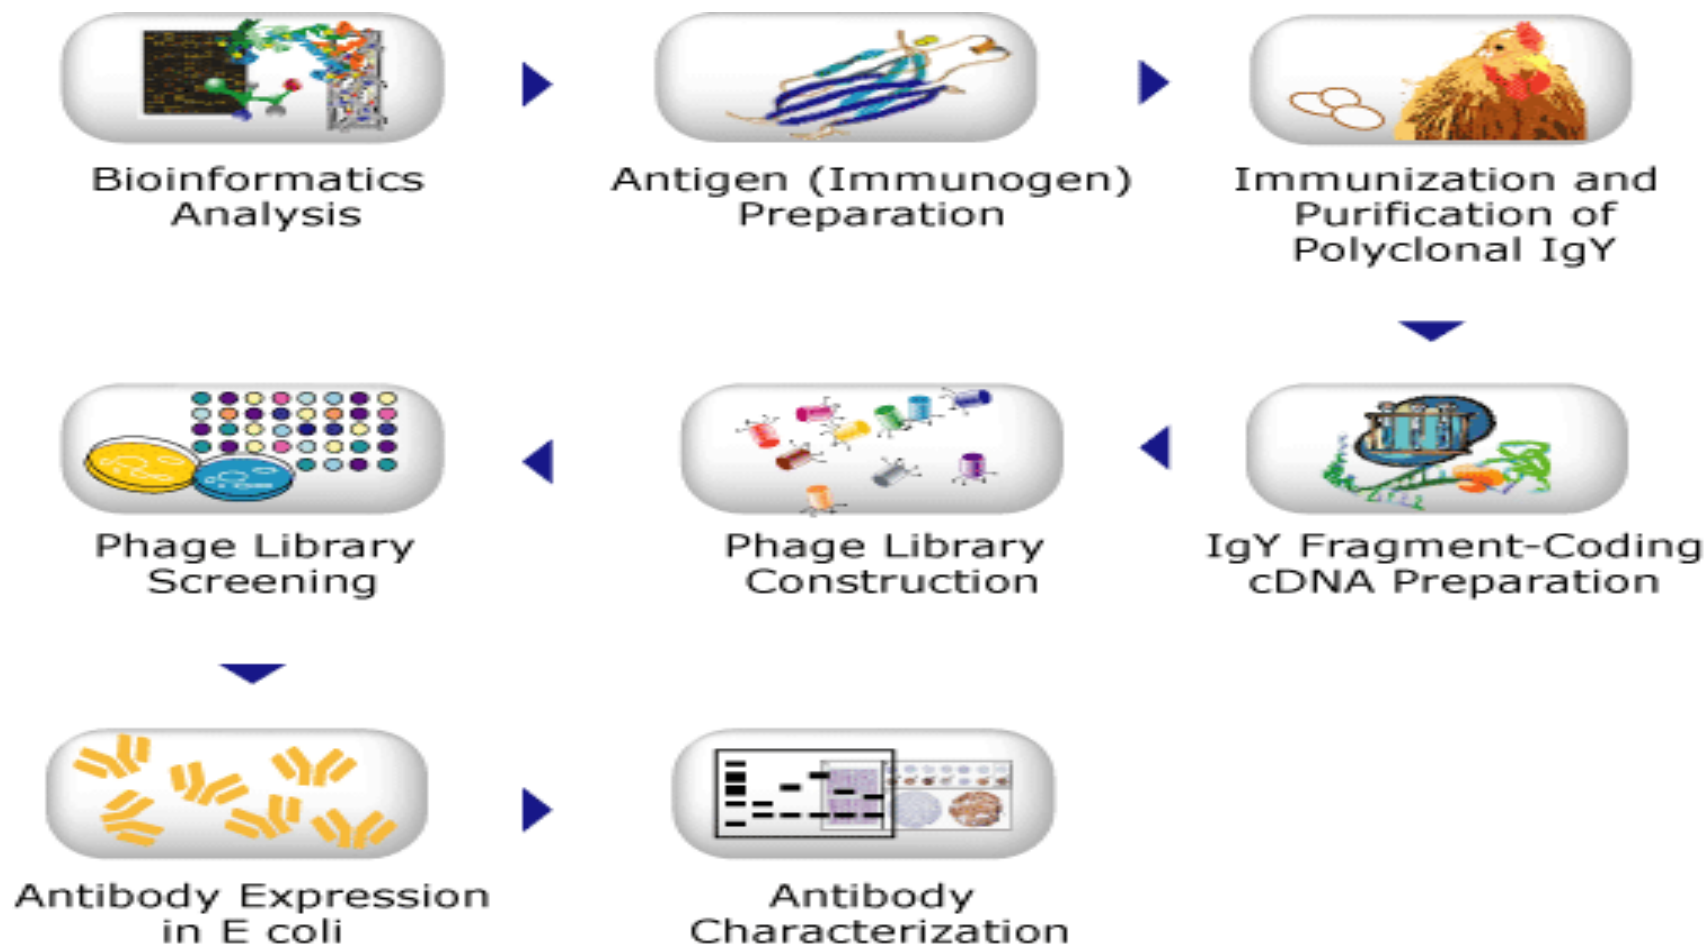 Bioinformatics
Analysis
Antigen (Immunogen)
Preparation
Immunization and
Purification of
Polyclonal IgY
Phage Library
Screening
Phage Library
Construction
IgY Fragment-Coding
cDNA Preparation
Antibody Expression
in E coli
Antibody
Characterization